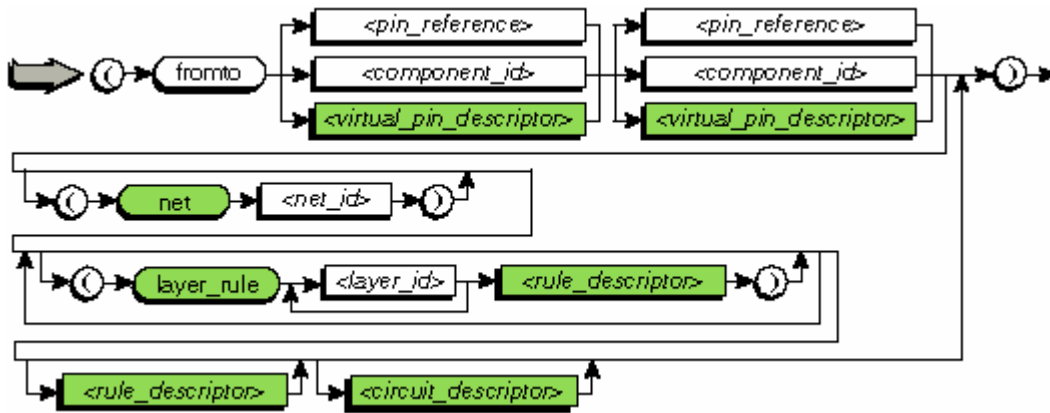 <pin_reference> <pin_reference>
( fromto <component_id> <component_id> )
<virtual_pin_descriptor> <virtual_pin_descriptor>
( net <net_id> )
( layer_rule <layer_id> <rule_descriptor> )
<rule_descriptor> <circuit_descriptor>